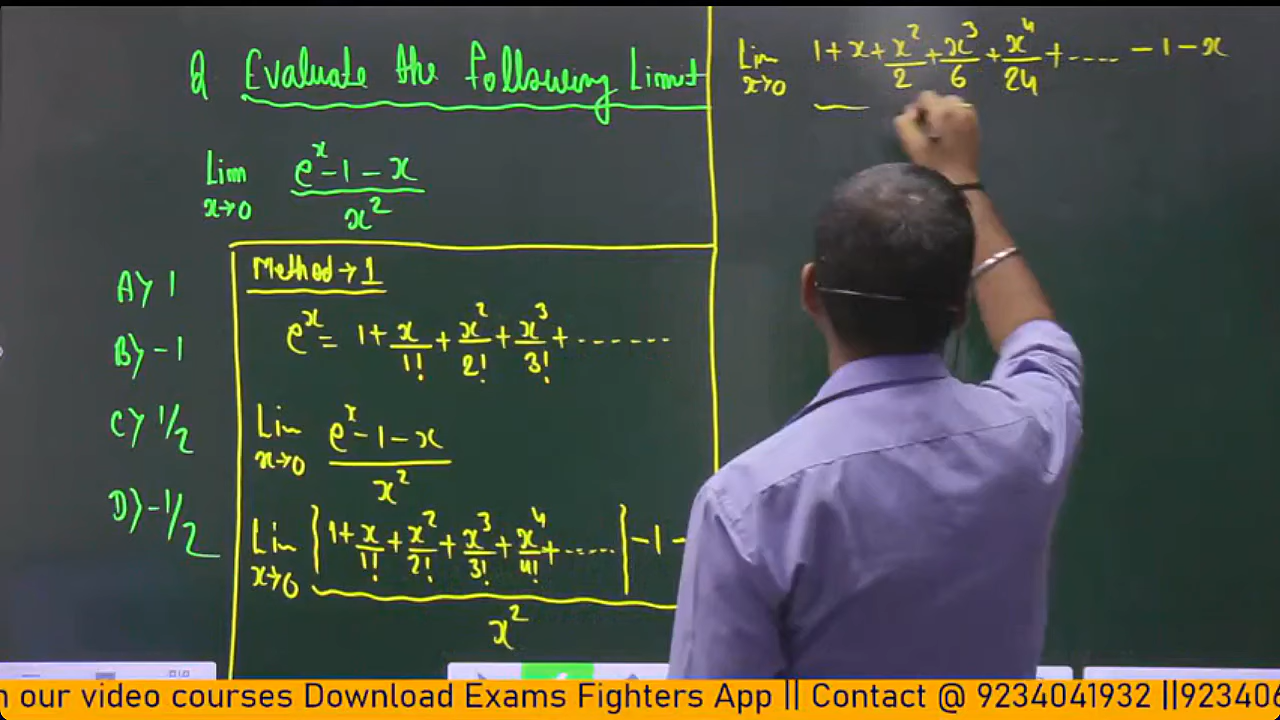 Q Evaluate the following Limit
Lim x→0 (e^x - 1 - x) / x^2
A) 1
B) -1
C) 1/2
D) -1/2
Method → 1
e^x = 1 + x/1! + x^2/2! + x^3/3! + .......
Lim x→0 (e^x - 1 - x) / x^2
Lim x→0 [1 + x/1! + x^2/2! + x^3/3! + x^4/4! + ......] - 1 -
x^2
Lim x→0 1 + x + x^2/2 + x^3/6 + x^4/24 + ..... - 1 - x
our video courses Download Exams Fighters App || Contact @ 9234041932 ||